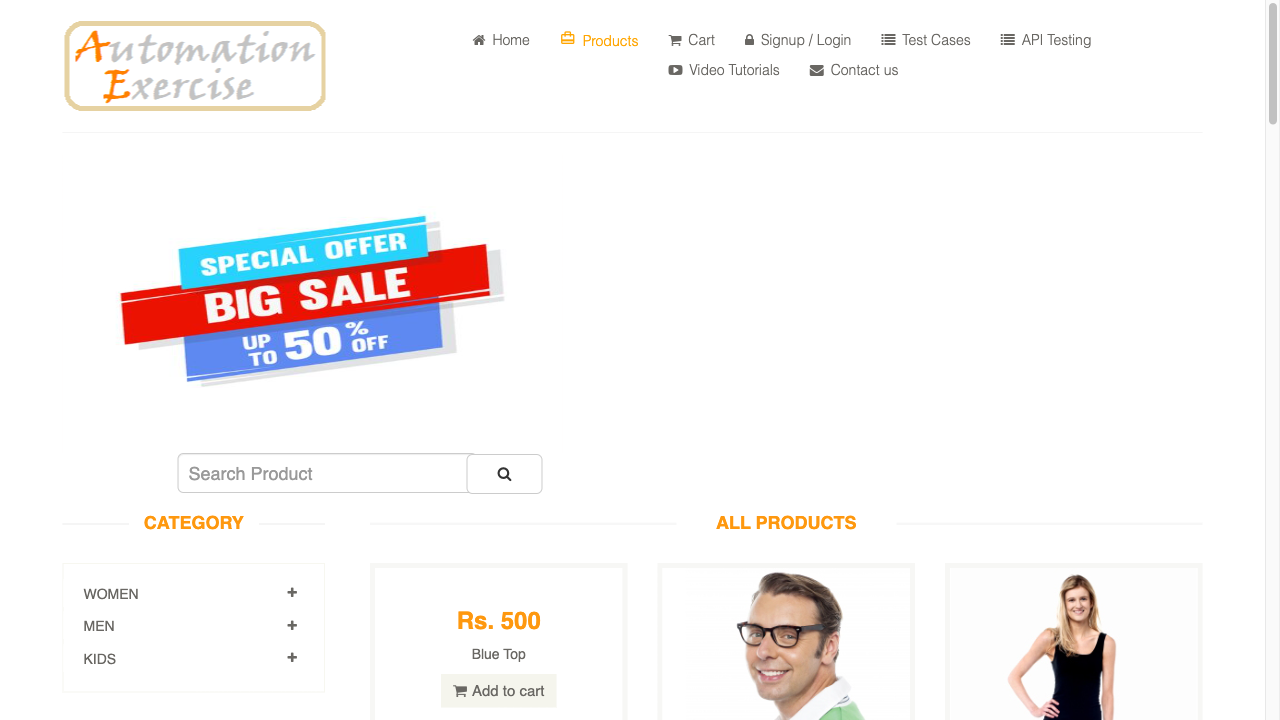 Automation
Exercise
Home
Products
Cart
Signup / Login
Test Cases
API Testing
Video Tutorials
Contact us
SPECIAL OFFER
BIG SALE
UP TO 50% OFF
Search Product
CATEGORY
ALL PRODUCTS
WOMEN
MEN
KIDS
Rs. 500
Blue Top
Add to cart